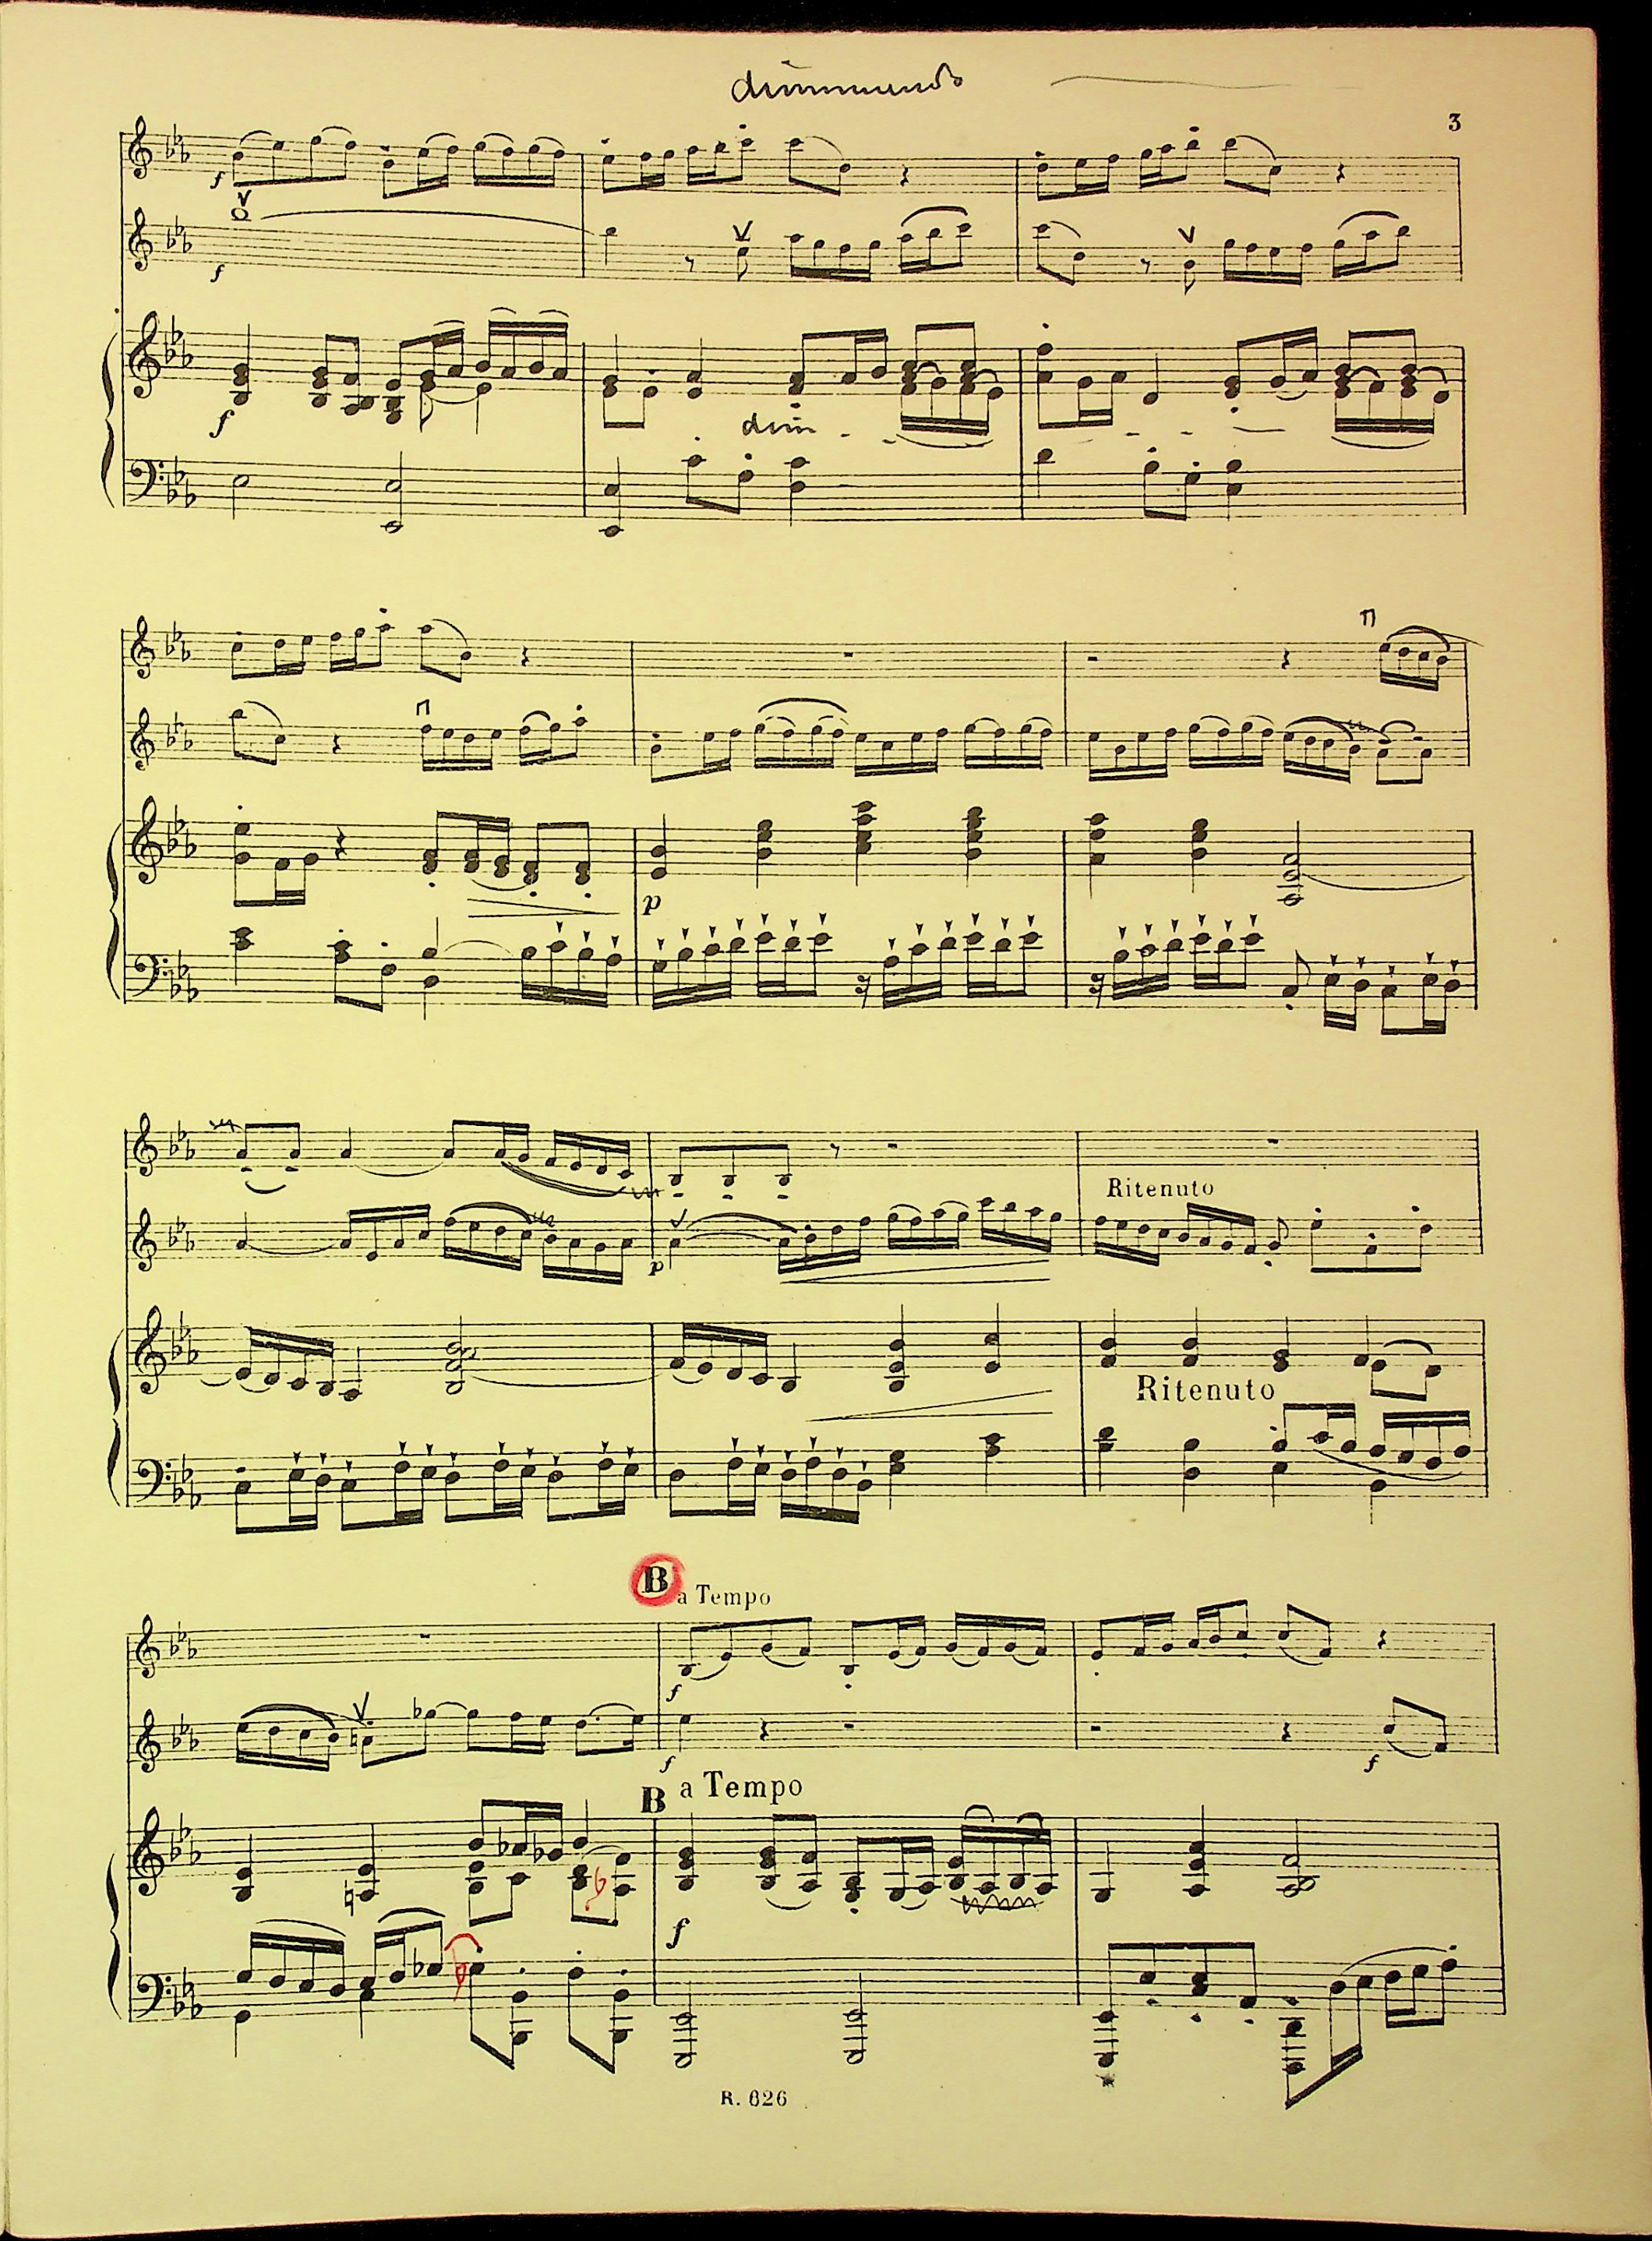 diminuendo
3
f
f
f
dim
p
p
Ritenuto
Ritenuto
B a Tempo
f
f
f
B a Tempo
f
R. 626